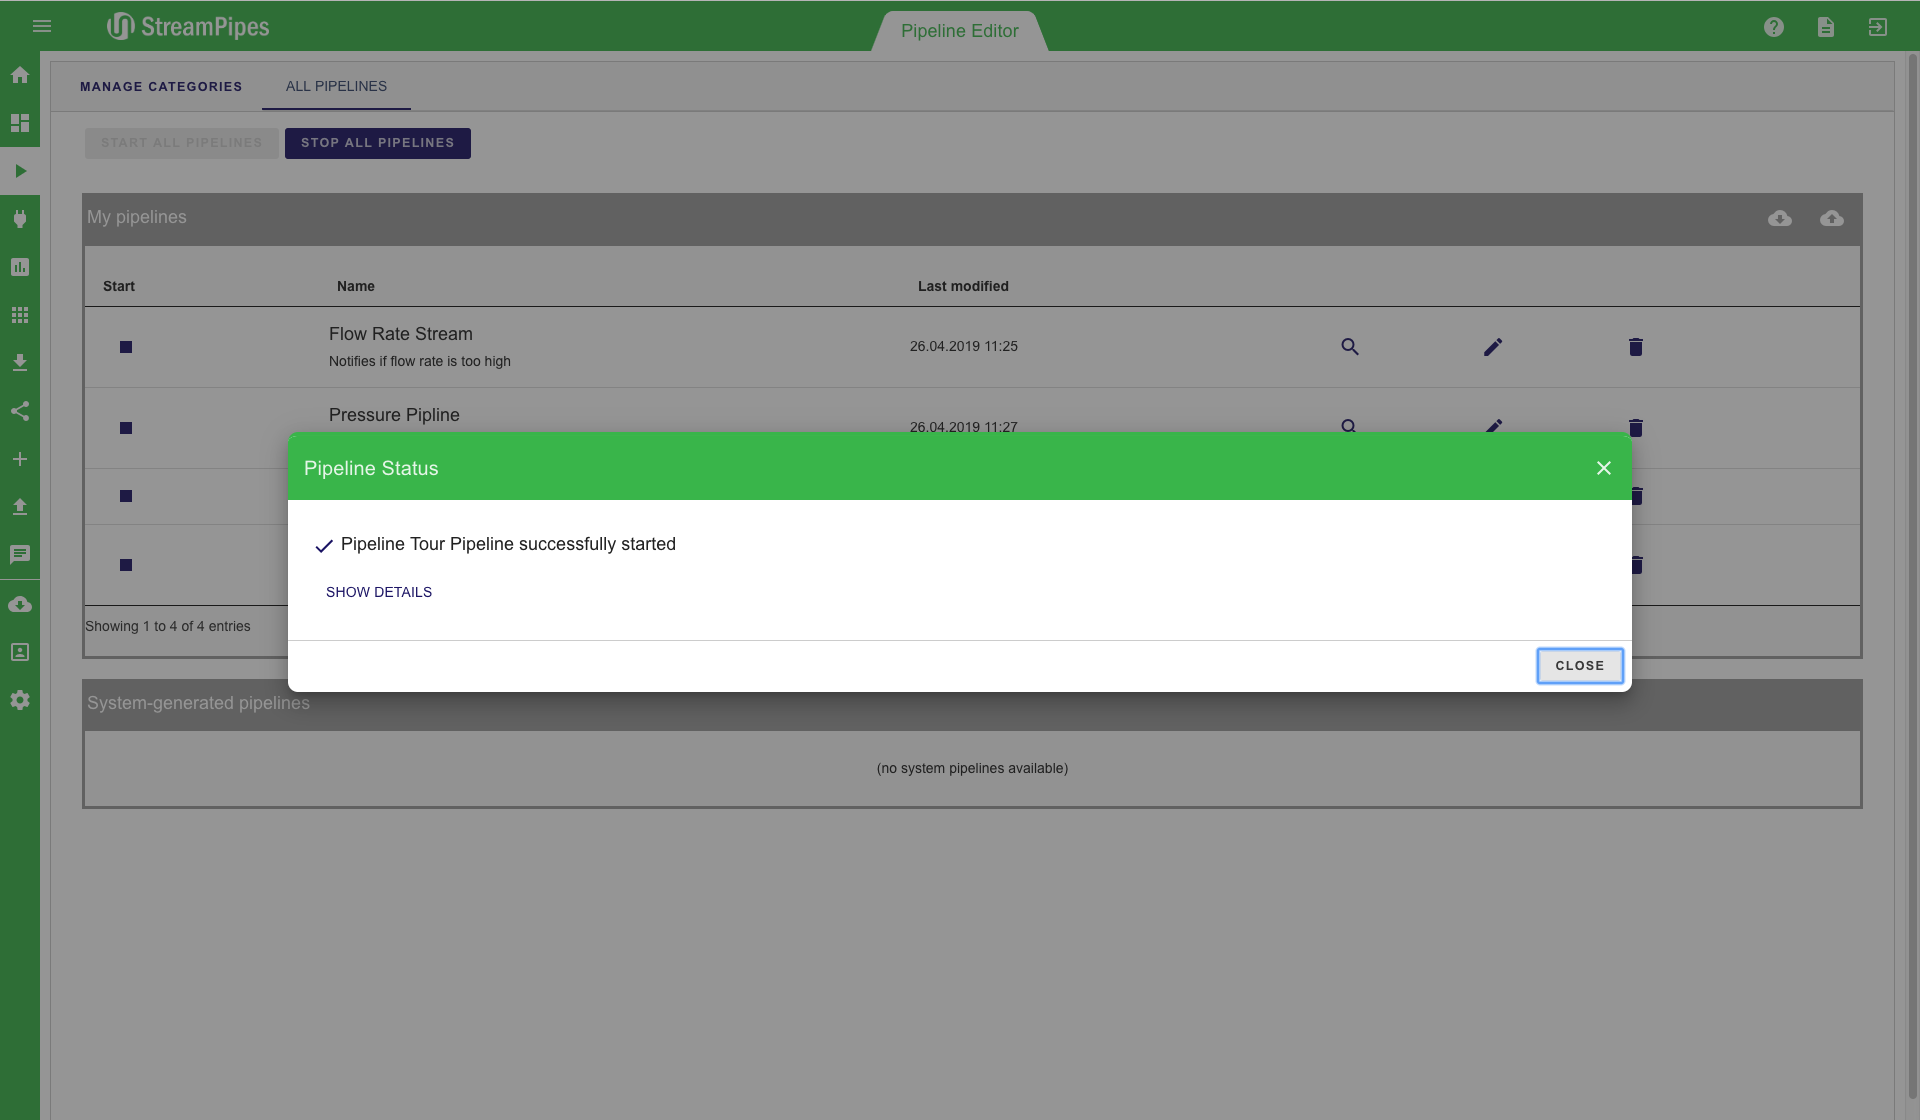 StreamPipes
Pipeline Editor
MANAGE CATEGORIES
ALL PIPELINES
START ALL PIPELINES
STOP ALL PIPELINES
My pipelines
Start
Name
Last modified
Flow Rate Stream
Notifies if flow rate is too high
26.04.2019 11:25
Pressure Pipline
26.04.2019 11:27
Pipeline Status
Pipeline Tour Pipeline successfully started
SHOW DETAILS
CLOSE
Showing 1 to 4 of 4 entries
System-generated pipelines
(no system pipelines available)